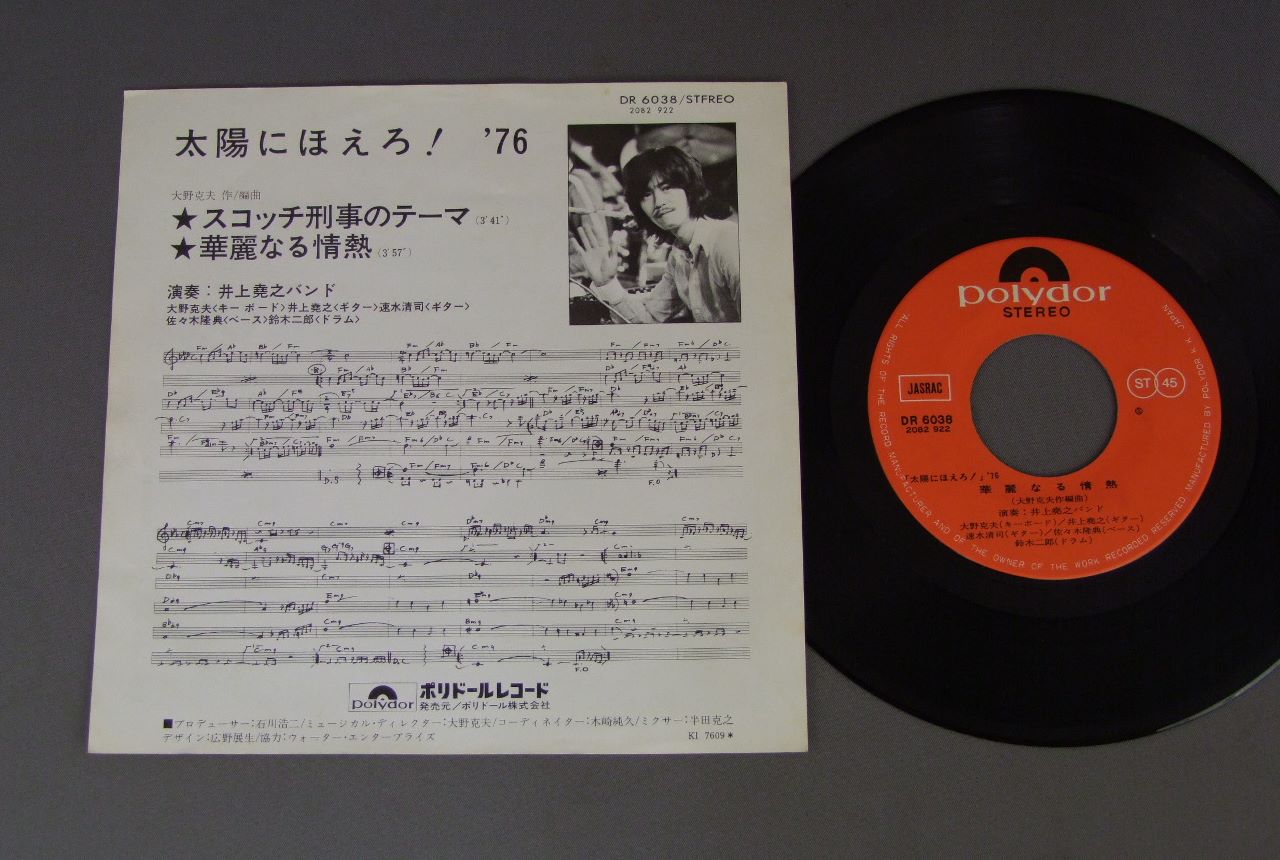 DR 6038/STEREO
2082 922
太陽にほえろ! '76
大野克夫 作/編曲
★スコッチ刑事のテーマ(3'41")
★華麗なる情熱(3'57")
演奏:井上堯之バンド
大野克夫<キーボード>井上堯之<ギター>速水清司<ギター>
佐々木隆典<ベース>鈴木二郎<ドラム>
D.S
F.O
D.C
F.O
polydor
ポリドールレコード
発売元/ポリドール株式会社
■プロデューサー:石川浩二/ミュージカル・ディレクター:大野克夫/コーディネイター:木崎純久/ミクサー:半田克之
デザイン:広野展生/協力:ウォーター・エンタープライズ
KI 7609*
polydor
STEREO
JASRAC
ST 45
DR 6038
2082 922
「太陽にほえろ!」'76
華麗なる情熱
(大野克夫作編曲)
演奏:井上堯之バンド
大野克夫(キーボード)/井上堯之(ギター)
速水清司(ギター)/佐々木隆典(ベース)
鈴木二郎(ドラム)
ALL RIGHTS OF THE RECORD MANUFACTURER AND OF THE OWNER OF THE WORK RECORDED RESERVED. MANUFACTURED BY POLYDOR K.K. JAPAN